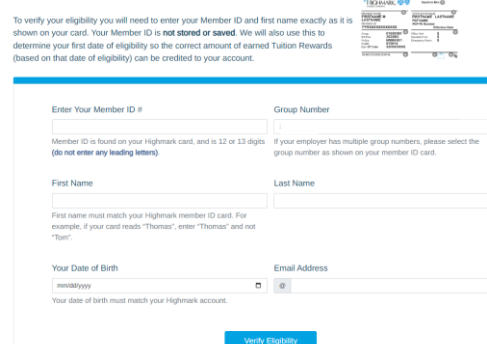 To verify your eligibility you will need to enter your Member ID and first name exactly as it is
shown on your card. Your Member ID is not stored or saved. We will also use this to
determine your first date of eligibility so the correct amount of earned Tuition Rewards
(based on that date of eligibility) can be credited to your account.
HIGHMARK
FIRSTNAME M
LASTNAME
FIRSTNAME LASTNAME
Enter Your Member ID #
Group Number
Member ID is found on your Highmark card, and is 12 or 13 digits
(do not enter any leading letters).
If your employer has multiple group numbers, please select the
group number as shown on your member ID card.
First Name
Last Name
First name must match your Highmark member ID card. For
example, if your card reads “Thomas”, enter “Thomas” and not
“Tom”.
Your Date of Birth
Email Address
mm/dd/yyyy
@
Your date of birth must match your Highmark account.
Verify Eligibility